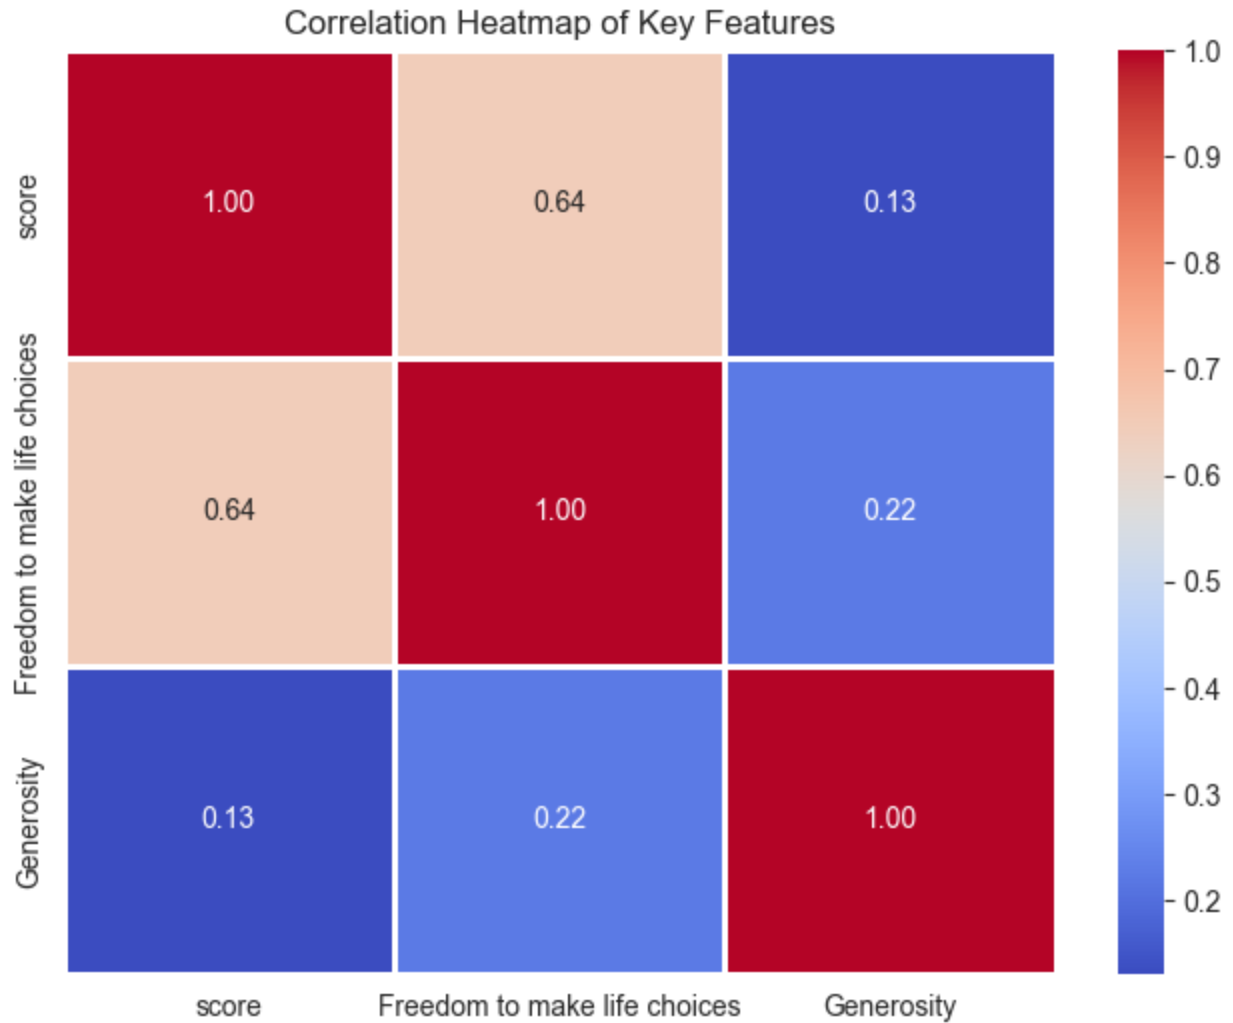 Correlation Heatmap of Key Features
score
1.00
0.64
0.13
Freedom to make life choices
0.64
1.00
0.22
Generosity
0.13
0.22
1.00
score
Freedom to make life choices
Generosity
1.0
0.9
0.8
0.7
0.6
0.5
0.4
0.3
0.2